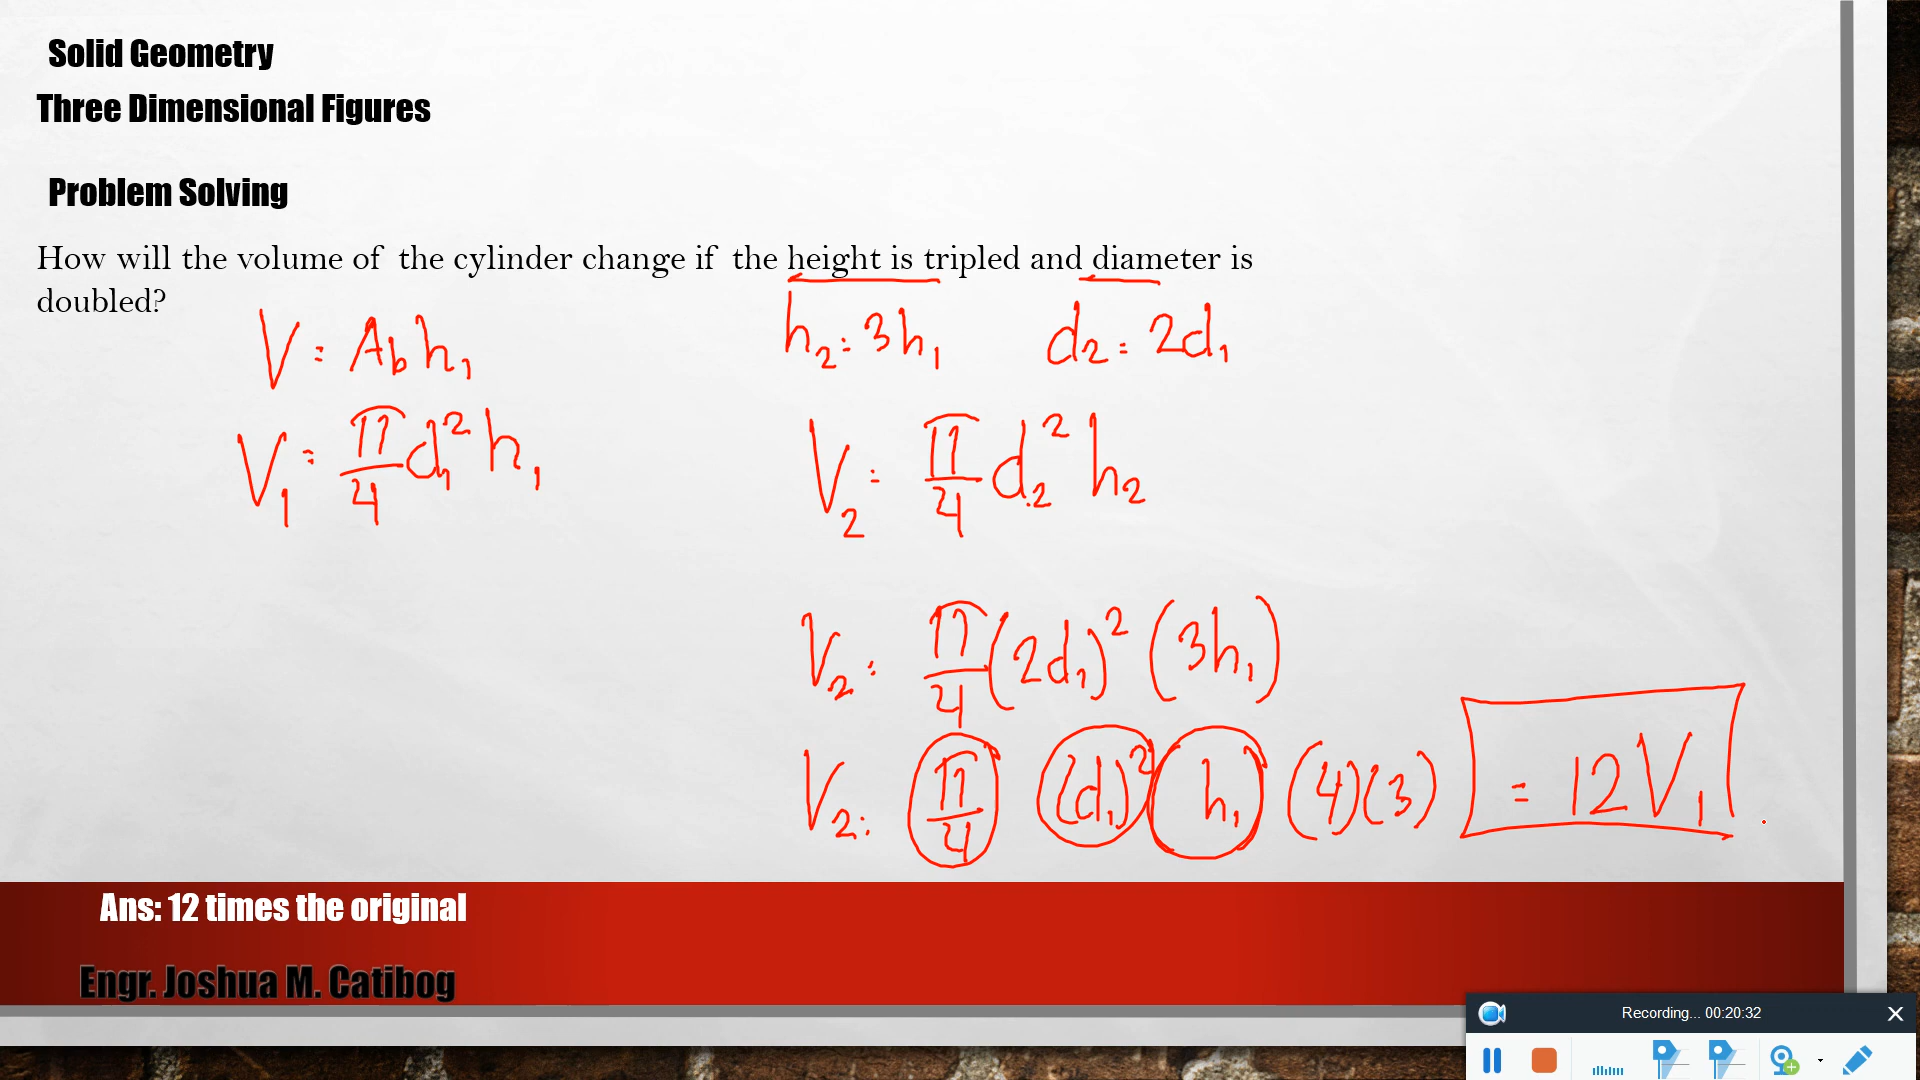 Solid Geometry
Three Dimensional Figures
Problem Solving
How will the volume of the cylinder change if the height is tripled and diameter is
doubled?
V = A_b h_1
h_2 = 3h_1
d_2 = 2d_1
V_1 = π/4 d_1^2 h_1
V_2 = π/4 d_2^2 h_2
V_2 = π/4 (2d_1)^2 (3h_1)
V_2 = π/4 (d_1)^2 h_1 (4)(3) = 12V_1
Ans: 12 times the original
Engr. Joshua M. Catibog
Recording... 00:20:32